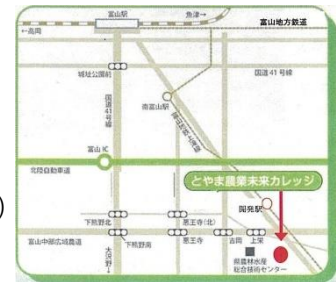 富山駅
魚津→
←高岡
富山地方鉄道
城址公園前
国道41号線
国道41号線
南富山駅
富山IC
北陸自動車道
とやま農業未来カレッジ
開発駅
)
下熊野北
悪王寺(北)
富山中部広域農道
下熊野南
悪王寺
吉岡
上栄
大沢野→
県農林水産
総合技術センター